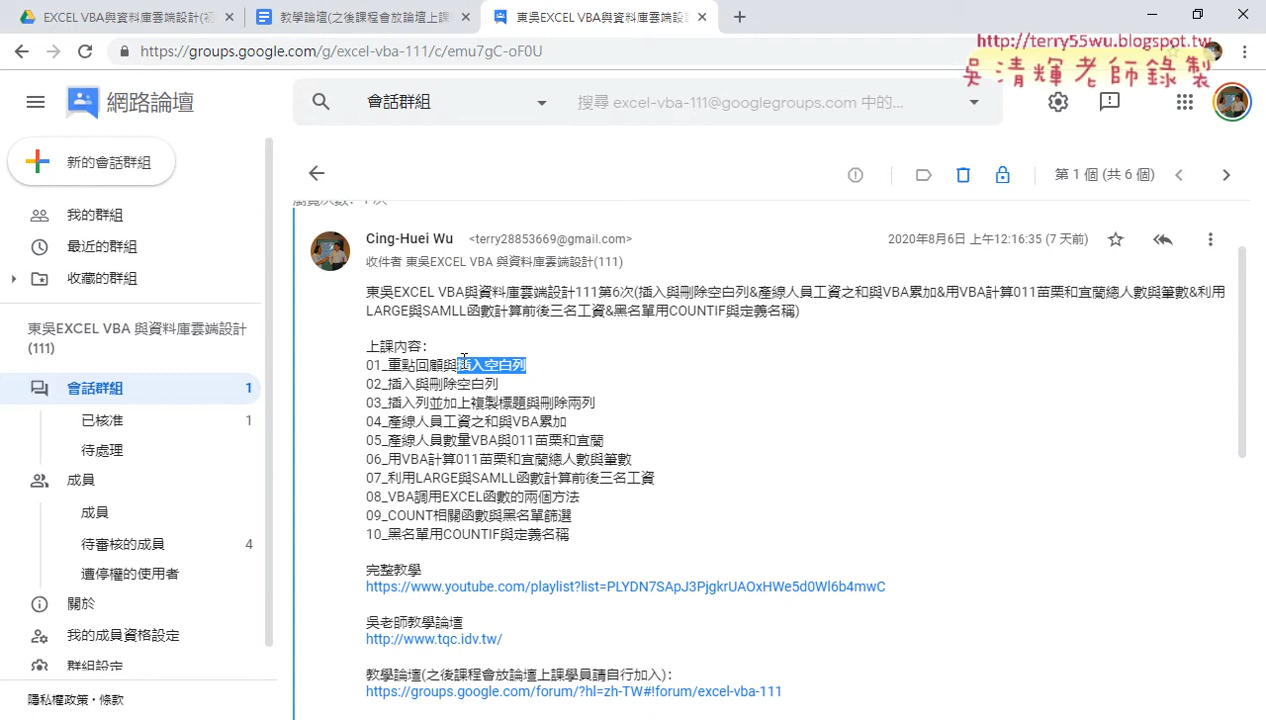 EXCEL VBA與資料庫雲端設計(初
教學論壇(之後課程會放論壇上課
東吳EXCEL VBA與資料庫雲端設
https://groups.google.com/g/excel-vba-111/c/emu7gC-oF0U
http://terry55wu.blogspot.tw
吳清輝老師錄製
網路論壇
會話群組
搜尋 excel-vba-111@googlegroups.com 中的...
新的會話群組
第 1 個 (共 6 個)
我的群組
最近的群組
收藏的群組
東吳EXCEL VBA 與資料庫雲端設計
(111)
會話群組 1
已核准 1
待處理
成員
成員
待審核的成員 4
遭停權的使用者
關於
我的成員資格設定
群組設定
隱私權政策・條款
瀏覽次數: 1 次
Cing-Huei Wu <terry28853669@gmail.com>
2020年8月6日 上午12:16:35 (7 天前)
收件者 東吳EXCEL VBA 與資料庫雲端設計(111)
東吳EXCEL VBA與資料庫雲端設計111第6次(插入與刪除空白列&產線人員工資之和與VBA累加&用VBA計算011苗栗和宜蘭總人數與筆數&利用
LARGE與SAMLL函數計算前後三名工資&黑名單用COUNTIF與定義名稱)
上課內容:
01_重點回顧與插入空白列
02_插入與刪除空白列
03_插入列並加上複製標題與刪除兩列
04_產線人員工資之和與VBA累加
05_產線人員數量VBA與011苗栗和宜蘭
06_用VBA計算011苗栗和宜蘭總人數與筆數
07_利用LARGE與SAMLL函數計算前後三名工資
08_VBA調用EXCEL函數的兩個方法
09_COUNT相關函數與黑名單篩選
10_黑名單用COUNTIF與定義名稱
完整教學
https://www.youtube.com/playlist?list=PLYDN7SApJ3PjgkrUAOxHWe5d0Wl6b4mwC
吳老師教學論壇
http://www.tqc.idv.tw/
教學論壇(之後課程會放論壇上課學員請自行加入):
https://groups.google.com/forum/?hl=zh-TW#!forum/excel-vba-111